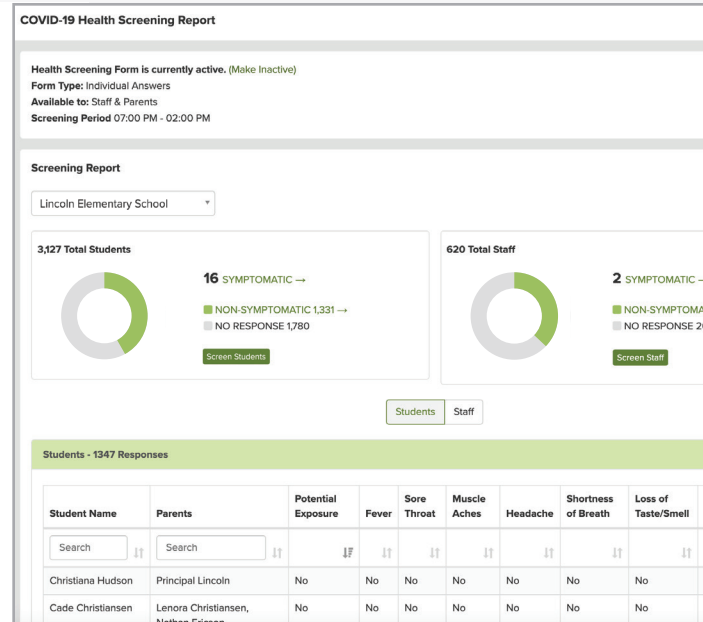 COVID-19 Health Screening Report
Health Screening Form is currently active. (Make Inactive)
Form Type: Individual Answers
Available to: Staff & Parents
Screening Period 07:00 PM - 02:00 PM
Screening Report
Lincoln Elementary School
3,127 Total Students
16 SYMPTOMATIC →
NON-SYMPTOMATIC 1,331 →
NO RESPONSE 1,780
Screen Students
620 Total Staff
2 SYMPTOMATIC
NON-SYMPTOMA
NO RESPONSE 2
Screen Staff
Students Staff
Students - 1347 Responses
Student Name Parents Potential Exposure Fever Sore Throat Muscle Aches Headache Shortness of Breath Loss of Taste/Smell
Search Search
Christiana Hudson Principal Lincoln No No No No No No No
Cade Christiansen Lenora Christiansen, No No No No No No No